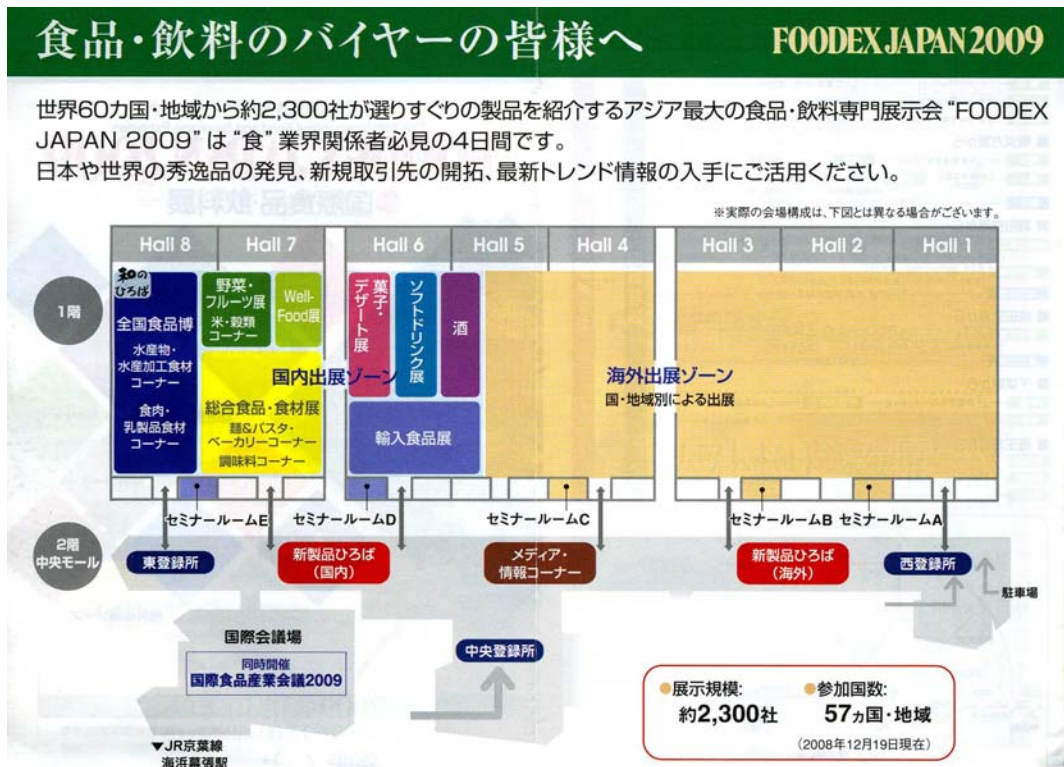 食品・飲料のバイヤーの皆様へ
FOODEX JAPAN 2009
世界60カ国・地域から約2,300社が選りすぐりの製品を紹介するアジア最大の食品・飲料専門展示会“FOODEX
JAPAN 2009”は“食”業界関係者必見の4日間です。
日本や世界の秀逸品の発見、新規取引先の開拓、最新トレンド情報の入手にご活用ください。
※実際の会場構成は、下図とは異なる場合がございます。
Hall 8
Hall 7
Hall 6
Hall 5
Hall 4
Hall 3
Hall 2
Hall 1
1階
和の
ひろば
全国食品博
水産物・
水産加工食材
コーナー
食肉・
乳製品食材
コーナー
野菜・
フルーツ展
米・穀類
コーナー
Well-
Food展
国内出展ゾーン
総合食品・食材展
麺&パスタ・
ベーカリーコーナー
調味料コーナー
菓子・
デザート展
ソフトドリンク展
酒
輸入食品展
海外出展ゾーン
国・地域別による出展
セミナールームE
セミナールームD
セミナールームC
セミナールームB
セミナールームA
2階
中央モール
東登録所
新製品ひろば
(国内)
メディア・
情報コーナー
新製品ひろば
(海外)
西登録所
駐車場
国際会議場
同時開催
国際食品産業会議2009
中央登録所
▼JR京葉線
海浜幕張駅
展示規模:
約2,300社
参加国数:
57ヵ国・地域
(2008年12月19日現在)